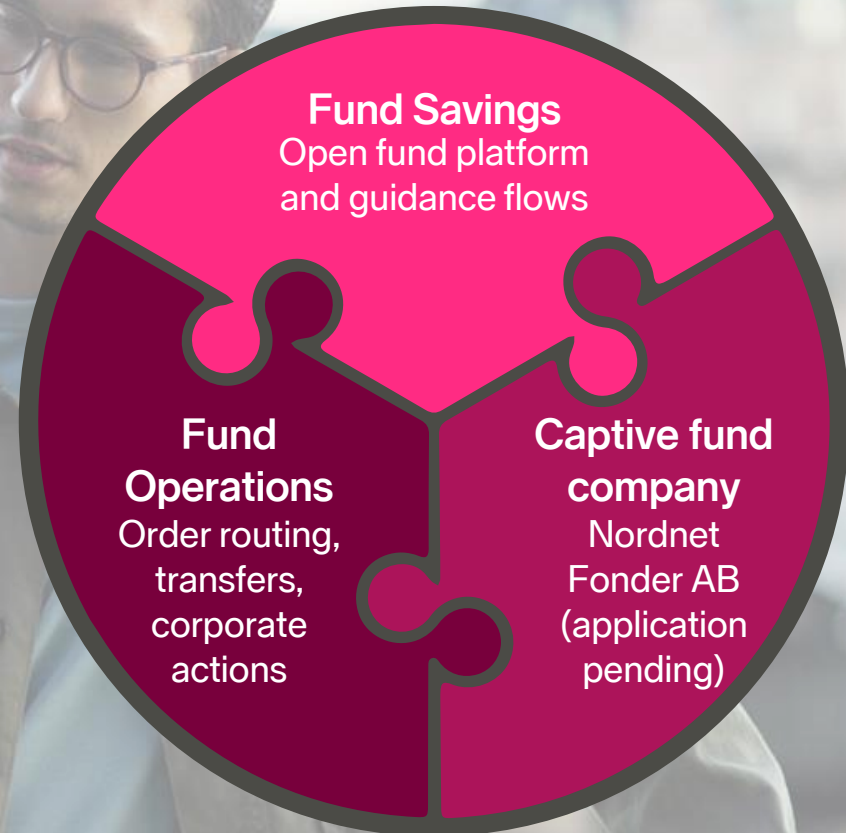 Fund Savings
Open fund platform
and guidance flows
Fund
Operations
Order routing,
transfers,
corporate
actions
Captive fund
company
Nordnet
Fonder AB
(application
pending)